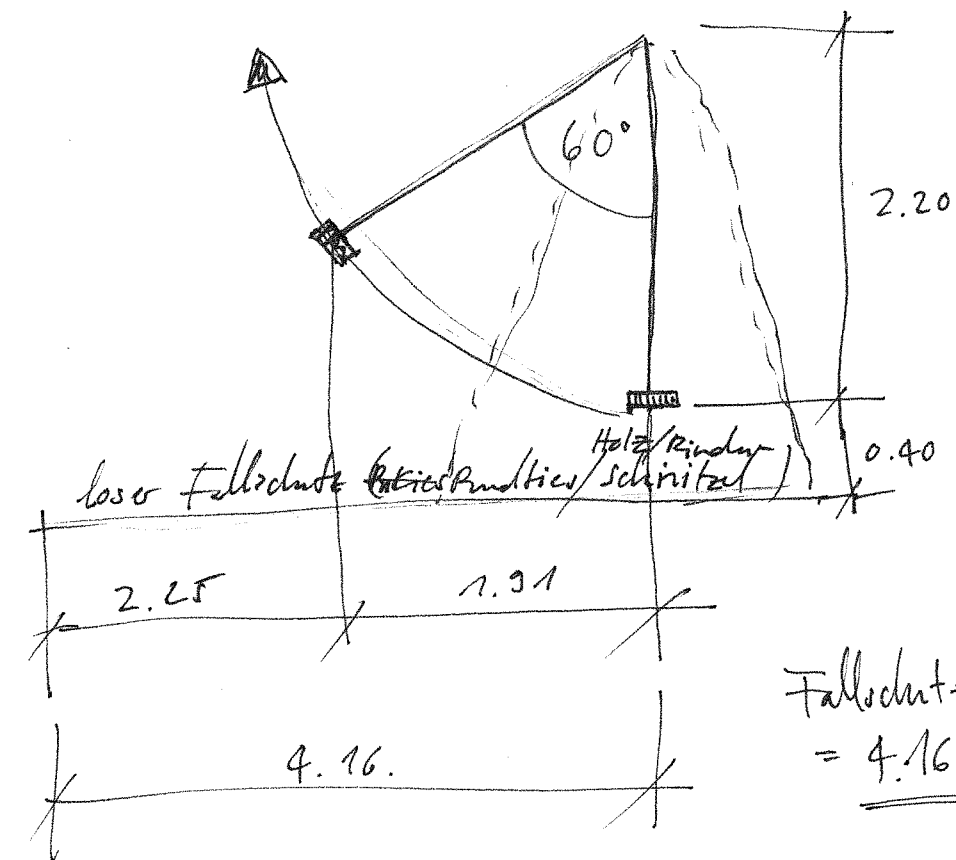 60°
2.20
0.40
loser Fallschutz (Rundkies / Holz/Rinden-
schnitzel)
2.25
1.91
4.16.
Fallschutz
= 4.16